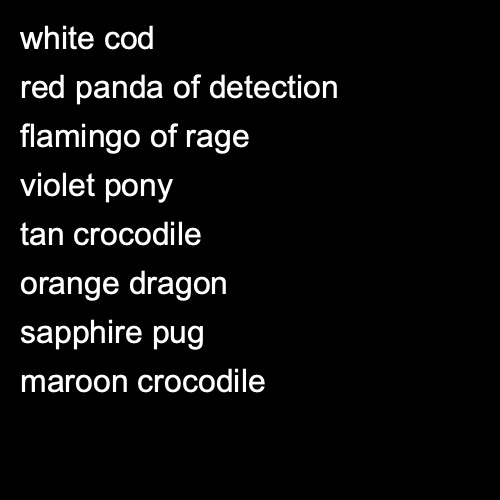 white cod
red panda of detection
flamingo of rage
violet pony
tan crocodile
orange dragon
sapphire pug
maroon crocodile